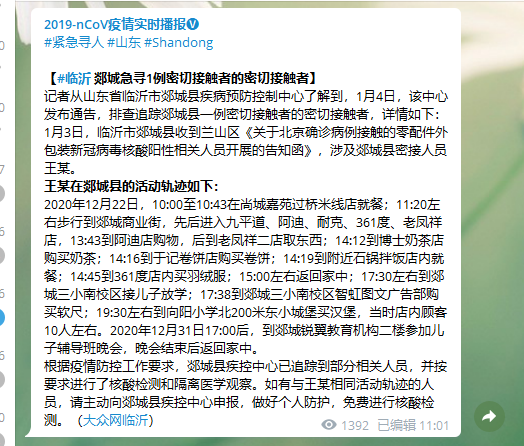 2019-nCoV疫情实时播报
#紧急寻人 #山东 #Shandong
【#临沂 郯城急寻1例密切接触者的密切接触者】
记者从山东省临沂市郯城县疾病预防控制中心了解到，1月4日，该中心
发布通告，排查追踪郯城县一例密切接触者的密切接触者，详情如下：
1月3日，临沂市郯城县收到兰山区《关于北京确诊病例接触的零配件外
包装新冠病毒核酸阳性相关人员开展的告知函》，涉及郯城县密接人员
王某。
王某在郯城县的活动轨迹如下：
2020年12月22日，10:00至10:43在尚城嘉苑过桥米线店就餐；11:20左
右步行到郯城商业街，先后进入九平道、阿迪、耐克、361度、老凤祥
店，13:43到阿迪店购物，后到老凤祥二店取东西；14:12到博士奶茶店
购买奶茶；14:16到于记卷饼店购买卷饼；14:19到附近石锅拌饭店内就
餐；14:45到361度店内买羽绒服；15:00左右返回家中；17:30左右到郯
城三小南校区接儿子放学；17:38到郯城三小南校区智虹图文广告部购
买软尺；19:30左右到向阳小学北200米东小城堡买汉堡，当时店内顾客
10人左右。2020年12月31日17:00后，到郯城锐翼教育机构二楼参加儿
子辅导班晚会，晚会结束后返回家中。
根据疫情防控工作要求，郯城县疾控中心已追踪到部分相关人员，并按
要求进行了核酸检测和隔离医学观察。如有与王某相同活动轨迹的人
员，请主动向郯城县疾控中心申报，做好个人防护，免费进行核酸检
测。（大众网临沂）
1392 已编辑 11:01